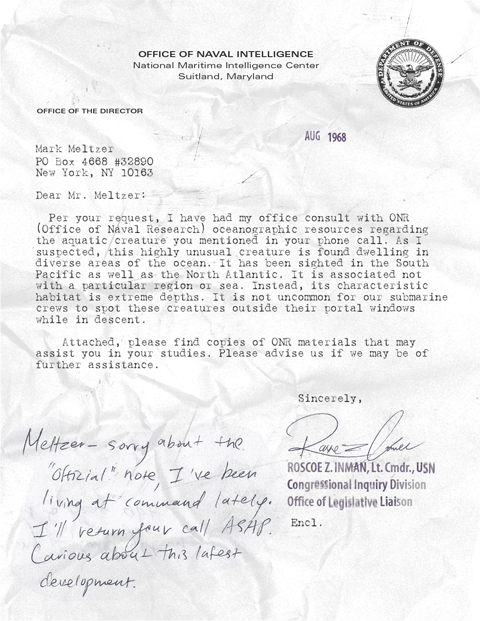 OFFICE OF NAVAL INTELLIGENCE
National Maritime Intelligence Center
Suitland, Maryland
DEPARTMENT OF DEFENSE
UNITED STATES OF AMERICA
OFFICE OF THE DIRECTOR
AUG 1968
Mark Meltzer
PO Box 4668 #32890
New York, NY 10163
Dear Mr. Meltzer:
Per your request, I have had my office consult with ONR
(Office of Naval Research) oceanographic resources regarding
the aquatic creature you mentioned in your phone call. As I
suspected, this highly unusual creature is found dwelling in
diverse areas of the ocean. It has been sighted in the South
Pacific as well as the North Atlantic. It is associated not
with a particular region or sea. Instead, its characteristic
habitat is extreme depths. It is not uncommon for our submarine
crews to spot these creatures outside their portal windows
while in descent.
Attached, please find copies of ONR materials that may
assist you in your studies. Please advise us if we may be of
further assistance.
Sincerely,
ROSCOE Z. INMAN, Lt. Cmdr., USN
Congressional Inquiry Division
Office of Legislative Liaison
Encl.
Meltzer – sorry about the
"official" note, I've been
living at command lately.
I'll return your call ASAP.
Curious about this latest
development.